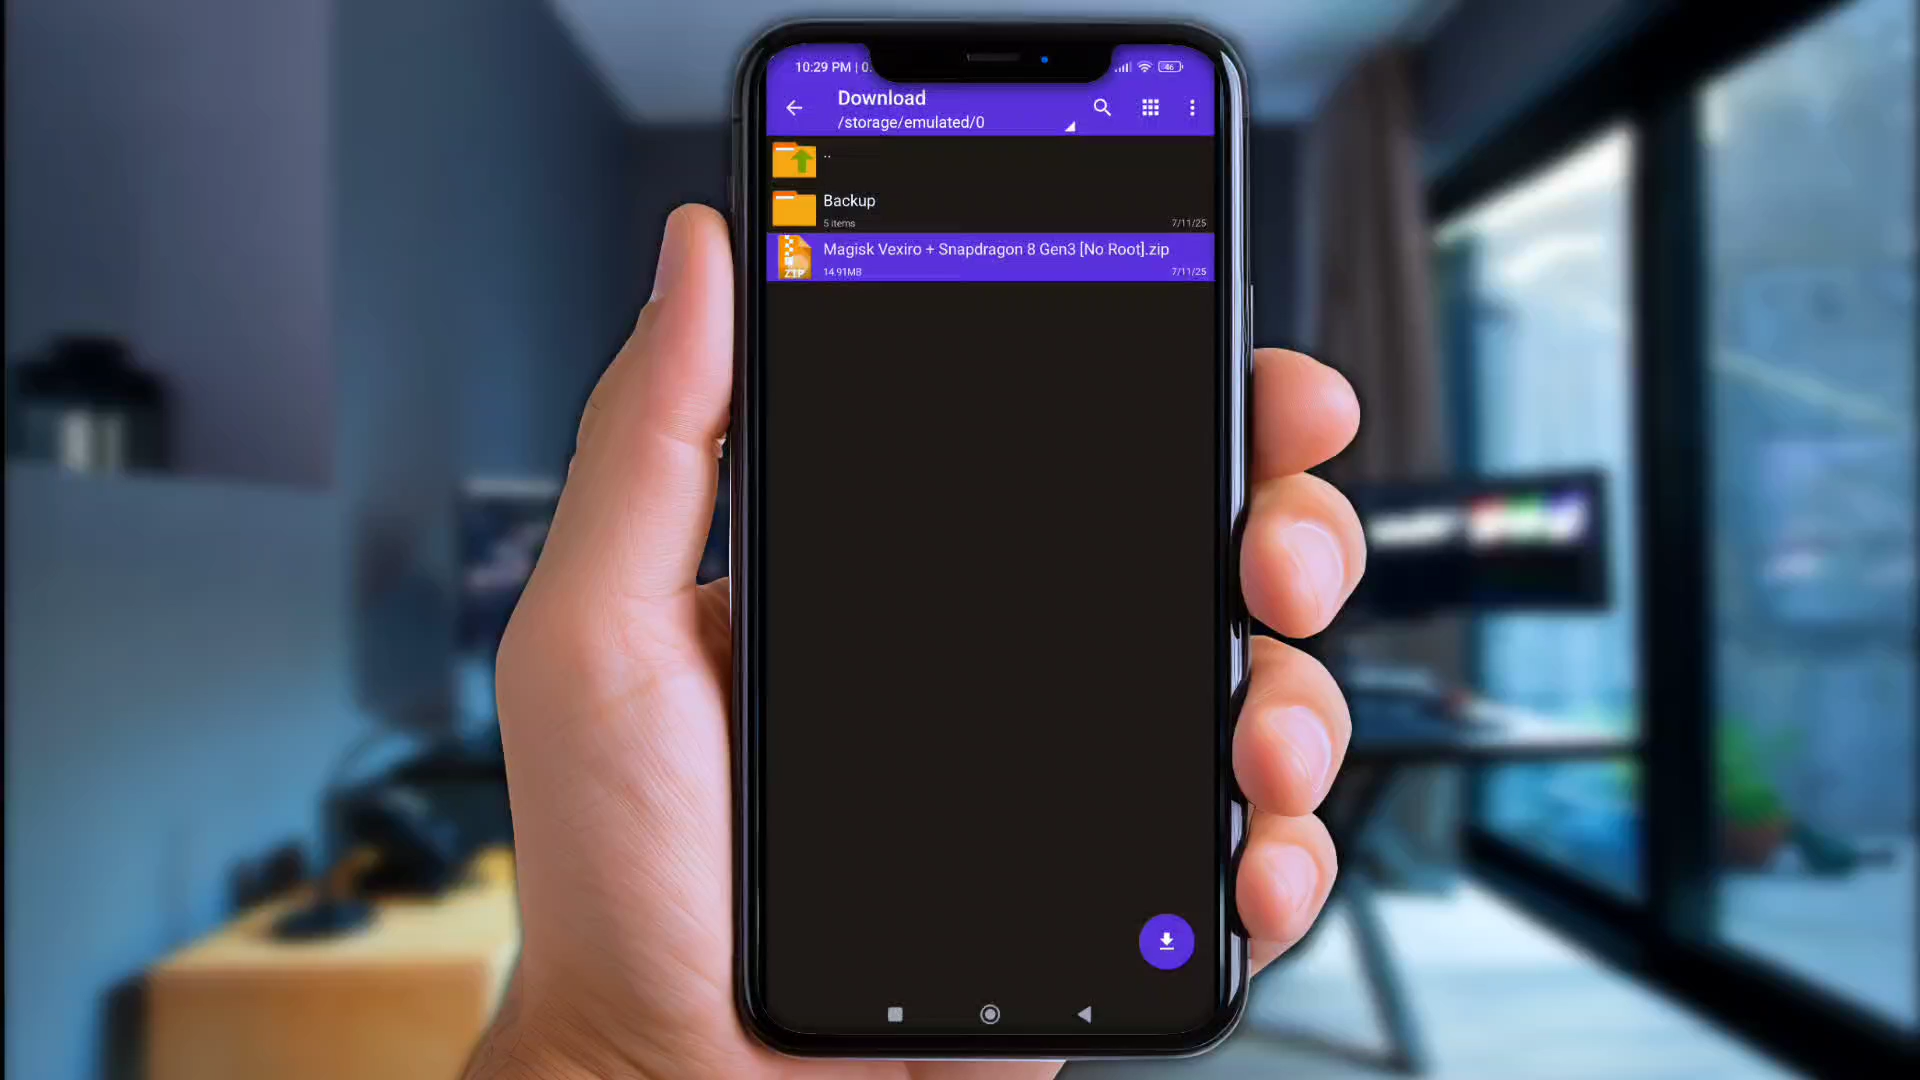 10:29 PM | 0.
46
Download
/storage/emulated/0
..
Backup
5 items
7/11/25
Magisk Vexiro + Snapdragon 8 Gen3 [No Root].zip
ZIP
14.91MB
7/11/25